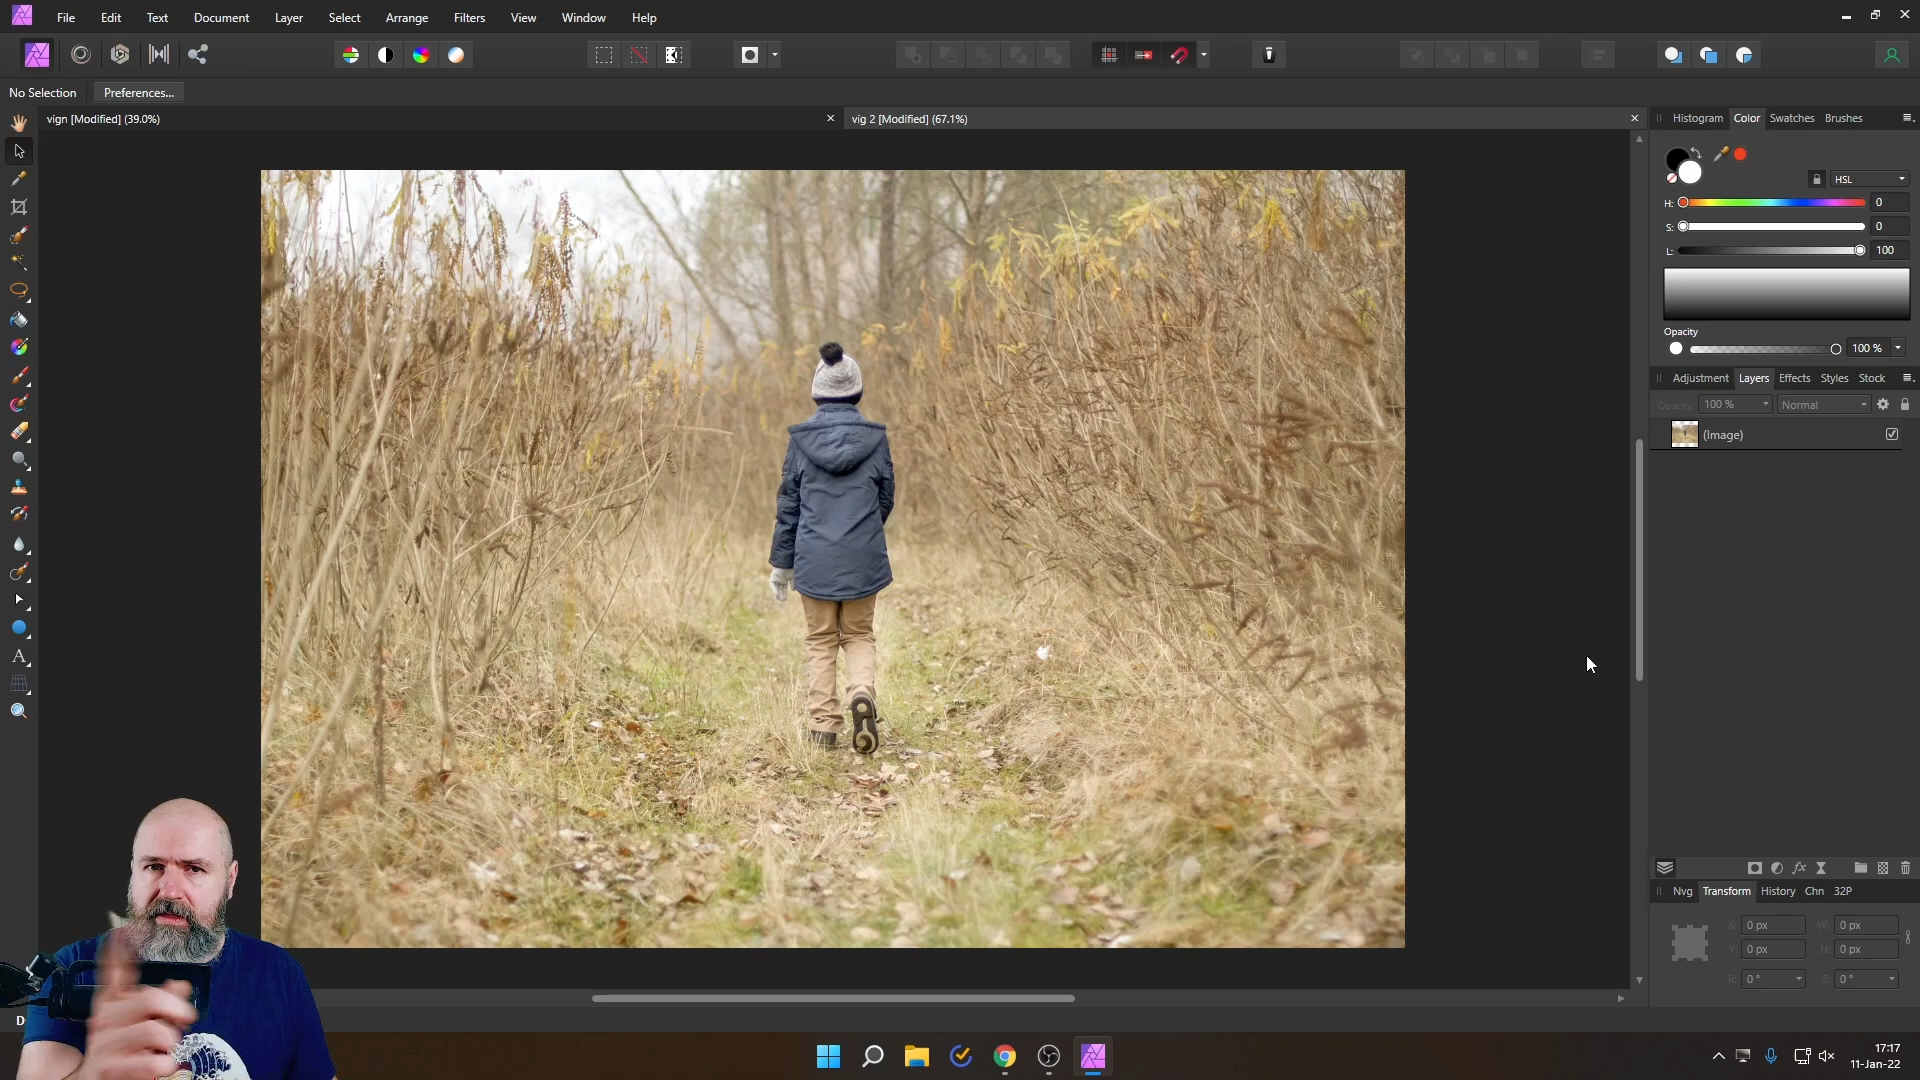 File Edit Text Document Layer Select Arrange Filters View Window Help
No Selection Preferences...
vign [Modified] (39.0%)
vig 2 [Modified] (67.1%)
Histogram Color Swatches Brushes
HSL
H: 0
S: 0
L: 100
Opacity
100 %
Adjustment Layers Effects Styles Stock
Opacity: 100 % Normal
(Image)
fx
Nvg Transform History Chn 32P
X: 0 px W: 0 px
Y: 0 px H: 0 px
R: 0 ° S: 0 °
17:17
11-Jan-22